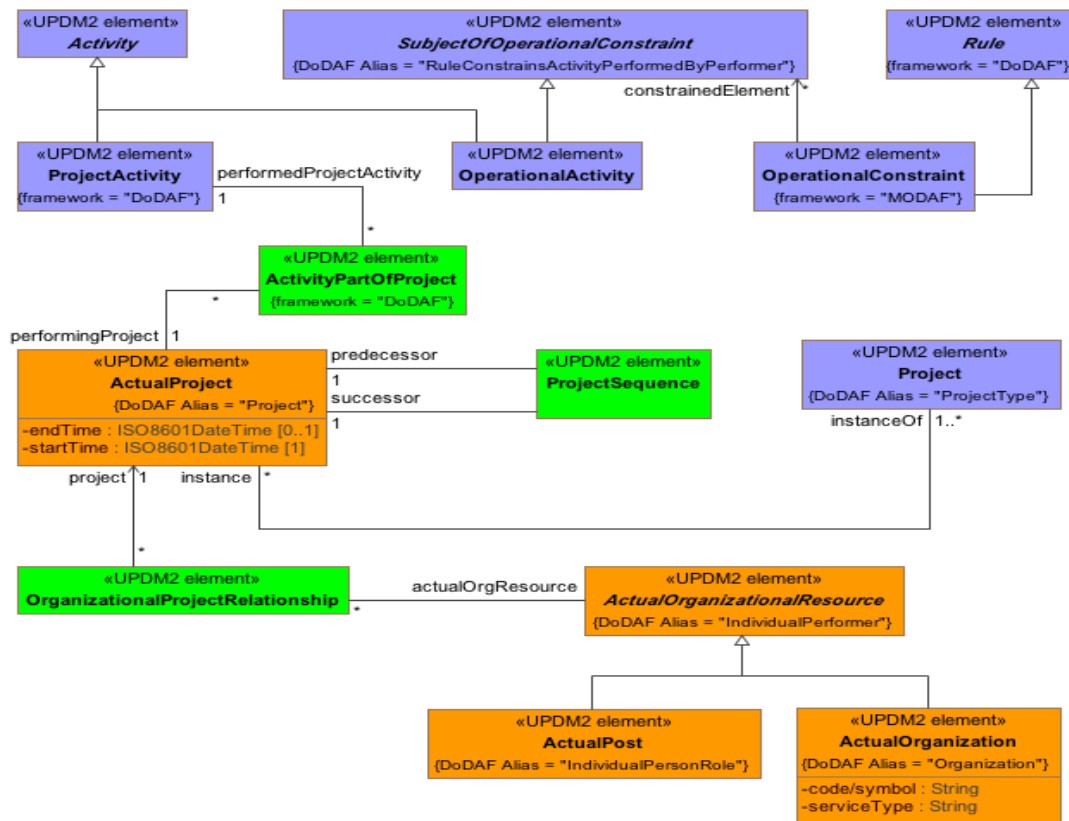 «UPDM2 element»
Activity
«UPDM2 element»
SubjectOfOperationalConstraint
{DoDAF Alias = "RuleConstrainsActivityPerformedByPerformer"}
«UPDM2 element»
Rule
{framework = "DoDAF"}
constrainedElement
*
«UPDM2 element»
ProjectActivity
{framework = "DoDAF"}
performedProjectActivity
1
*
«UPDM2 element»
OperationalActivity
«UPDM2 element»
OperationalConstraint
{framework = "MODAF"}
«UPDM2 element»
ActivityPartOfProject
{framework = "DoDAF"}
*
performingProject
1
«UPDM2 element»
ActualProject
{DoDAF Alias = "Project"}
-endTime : ISO8601DateTime [0..1]
-startTime : ISO8601DateTime [1]
predecessor
1
successor
1
«UPDM2 element»
ProjectSequence
«UPDM2 element»
Project
{DoDAF Alias = "ProjectType"}
instanceOf
1..*
project
1
instance
*
*
«UPDM2 element»
OrganizationalProjectRelationship
actualOrgResource
*
«UPDM2 element»
ActualOrganizationalResource
{DoDAF Alias = "IndividualPerformer"}
«UPDM2 element»
ActualPost
{DoDAF Alias = "IndividualPersonRole"}
«UPDM2 element»
ActualOrganization
{DoDAF Alias = "Organization"}
-code/symbol : String
-serviceType : String